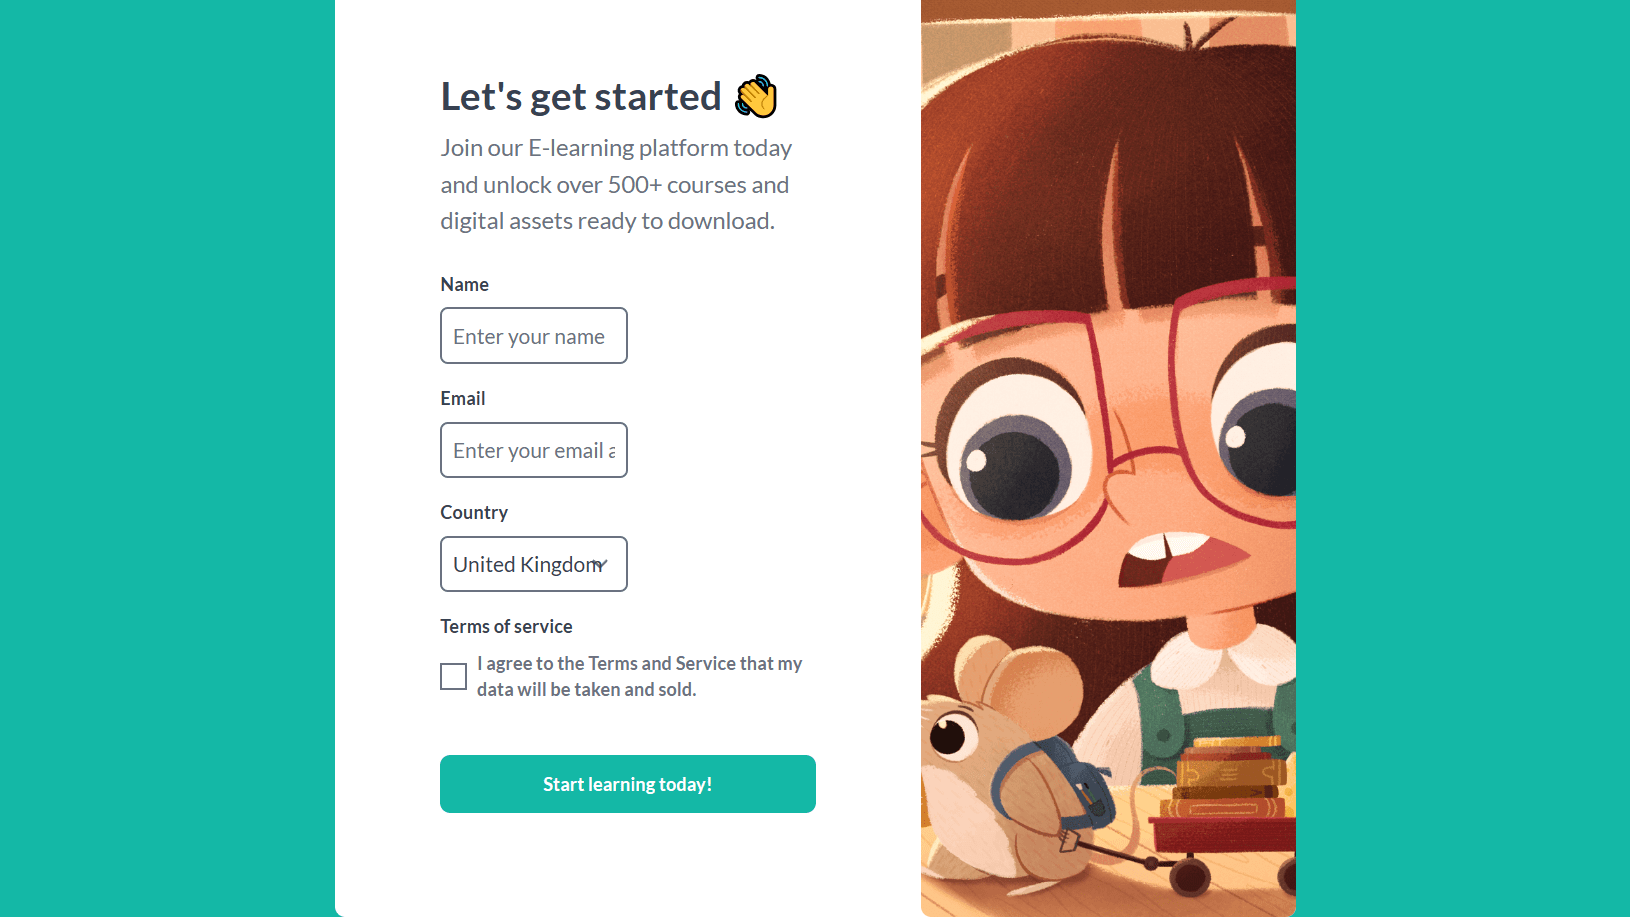 Let's get started 👋
Join our E-learning platform today
and unlock over 500+ courses and
digital assets ready to download.
Name
Enter your name
Email
Enter your email a
Country
United Kingdom
Terms of service
I agree to the Terms and Service that my
data will be taken and sold.
Start learning today!